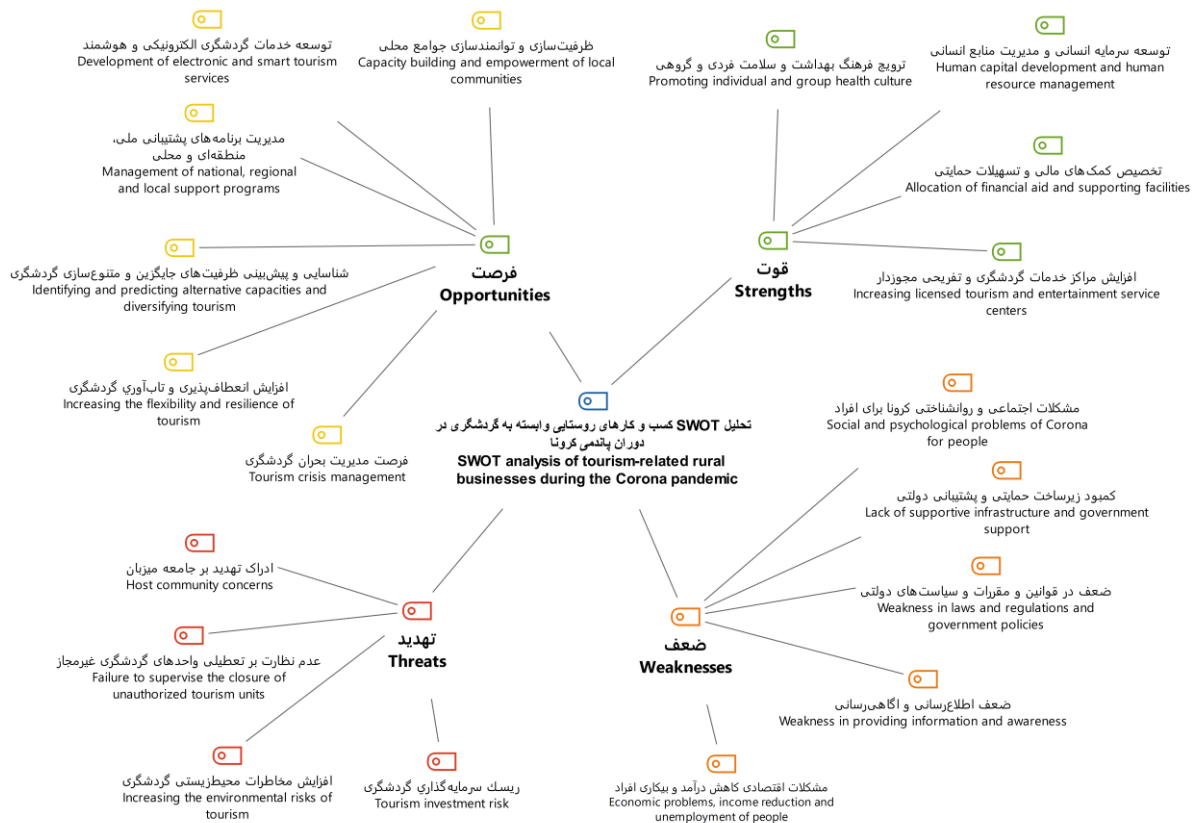 توسعه خدمات گردشگری الکترونیکی و هوشمند
Development of electronic and smart tourism
services
ظرفیت‌سازی و توانمندسازی جوامع محلی
Capacity building and empowerment of local
communities
ترویج فرهنگ بهداشت و سلامت فردی و گروهی
Promoting individual and group health culture
توسعه سرمایه انسانی و مدیریت منابع انسانی
Human capital development and human
resource management
مدیریت برنامه‌های پشتیبانی ملی،
منطقه‌ای و محلی
Management of national, regional
and local support programs
تخصیص کمک‌های مالی و تسهیلات حمایتی
Allocation of financial aid and supporting facilities
شناسایی و پیش‌بینی ظرفیت‌های جایگزین و متنوع‌سازی گردشگری
Identifying and predicting alternative capacities and
diversifying tourism
فرصت
Opportunities
قوت
Strengths
افزایش مراکز خدمات گردشگری و تفریحی مجوزدار
Increasing licensed tourism and entertainment service
centers
افزایش انعطاف‌پذیری و تاب‌آوري گردشگری
Increasing the flexibility and resilience of
tourism
فرصت مدیریت بحران گردشگری
Tourism crisis management
تحلیل SWOT کسب و کارهای روستایی وابسته به گردشگری در
دوران پاندمی کرونا
SWOT analysis of tourism-related rural
businesses during the Corona pandemic
مشکلات اجتماعی و روانشناختی کرونا برای افراد
Social and psychological problems of Corona
for people
کمبود زیرساخت حمایتی و پشتیبانی دولتی
Lack of supportive infrastructure and government
support
ادراک تهدید بر جامعه میزبان
Host community concerns
ضعف در قوانین و مقررات و سیاست‌های دولتی
Weakness in laws and regulations and
government policies
تهدید
Threats
ضعف
Weaknesses
عدم نظارت بر تعطیلی واحدهای گردشگری غیرمجاز
Failure to supervise the closure of
unauthorized tourism units
ضعف اطلاع‌رسانی و آگاهی‌رسانی
Weakness in providing information and awareness
افزایش مخاطرات محیط‌زیستی گردشگری
Increasing the environmental risks of
tourism
ریسك سرمایه‌گذاري گردشگری
Tourism investment risk
مشکلات اقتصادی کاهش درآمد و بیکاری افراد
Economic problems, income reduction and
unemployment of people